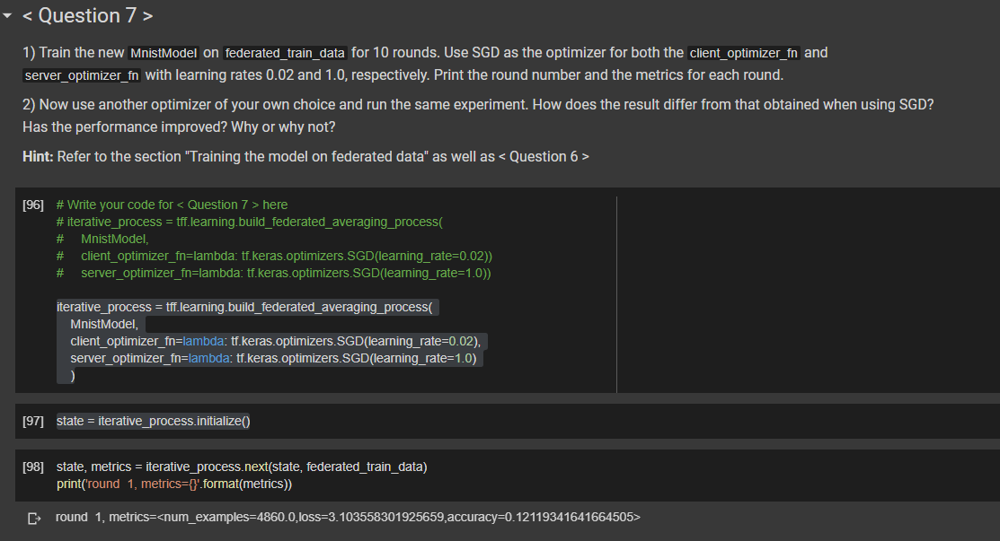 < Question 7 >
1) Train the new MnistModel on federated_train_data for 10 rounds. Use SGD as the optimizer for both the client_optimizer_fn and
server_optimizer_fn with learning rates 0.02 and 1.0, respectively. Print the round number and the metrics for each round.
2) Now use another optimizer of your own choice and run the same experiment. How does the result differ from that obtained when using SGD?
Has the performance improved? Why or why not?
Hint: Refer to the section "Training the model on federated data" as well as < Question 6 >
[96] # Write your code for < Question 7 > here
# iterative_process = tff.learning.build_federated_averaging_process(
#     MnistModel,
#     client_optimizer_fn=lambda: tf.keras.optimizers.SGD(learning_rate=0.02))
#     server_optimizer_fn=lambda: tf.keras.optimizers.SGD(learning_rate=1.0))
iterative_process = tff.learning.build_federated_averaging_process(
    MnistModel,
    client_optimizer_fn=lambda: tf.keras.optimizers.SGD(learning_rate=0.02),
    server_optimizer_fn=lambda: tf.keras.optimizers.SGD(learning_rate=1.0)
    )
[97] state = iterative_process.initialize()
[98] state, metrics = iterative_process.next(state, federated_train_data)
print('round  1, metrics={}'.format(metrics))
round  1, metrics=<num_examples=4860.0,loss=3.103558301925659,accuracy=0.12119341641664505>